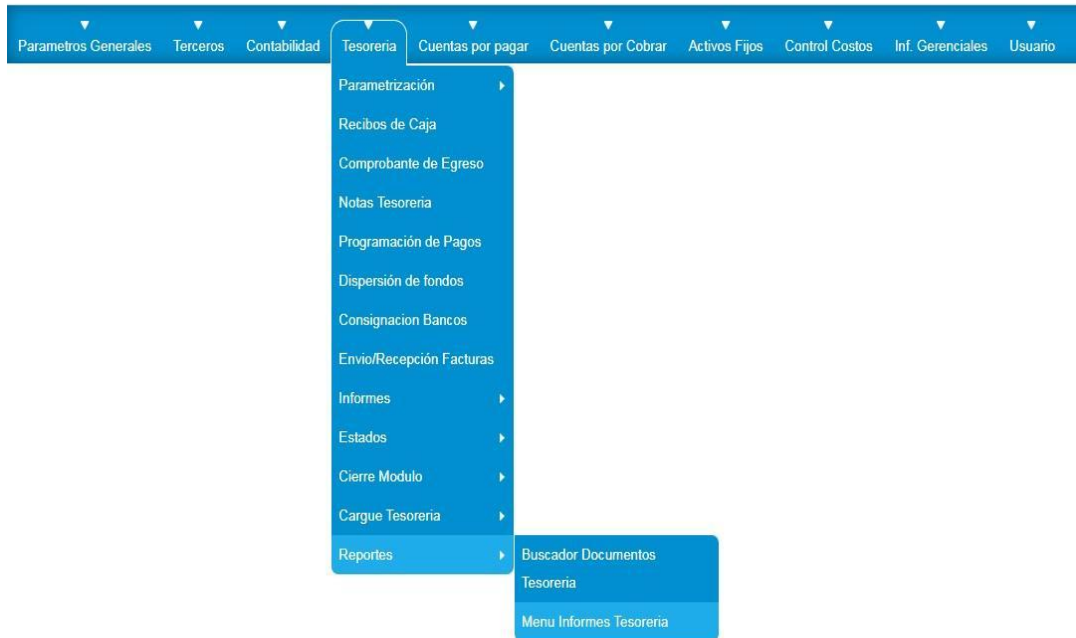 Parametros Generales Terceros Contabilidad Tesoreria Cuentas por pagar Cuentas por Cobrar Activos Fijos Control Costos Inf. Gerenciales Usuario
Parametrización
Recibos de Caja
Comprobante de Egreso
Notas Tesoreria
Programación de Pagos
Dispersión de fondos
Consignacion Bancos
Envio/Recepción Facturas
Informes
Estados
Cierre Modulo
Cargue Tesoreria
Reportes
Buscador Documentos
Tesoreria
Menu Informes Tesoreria